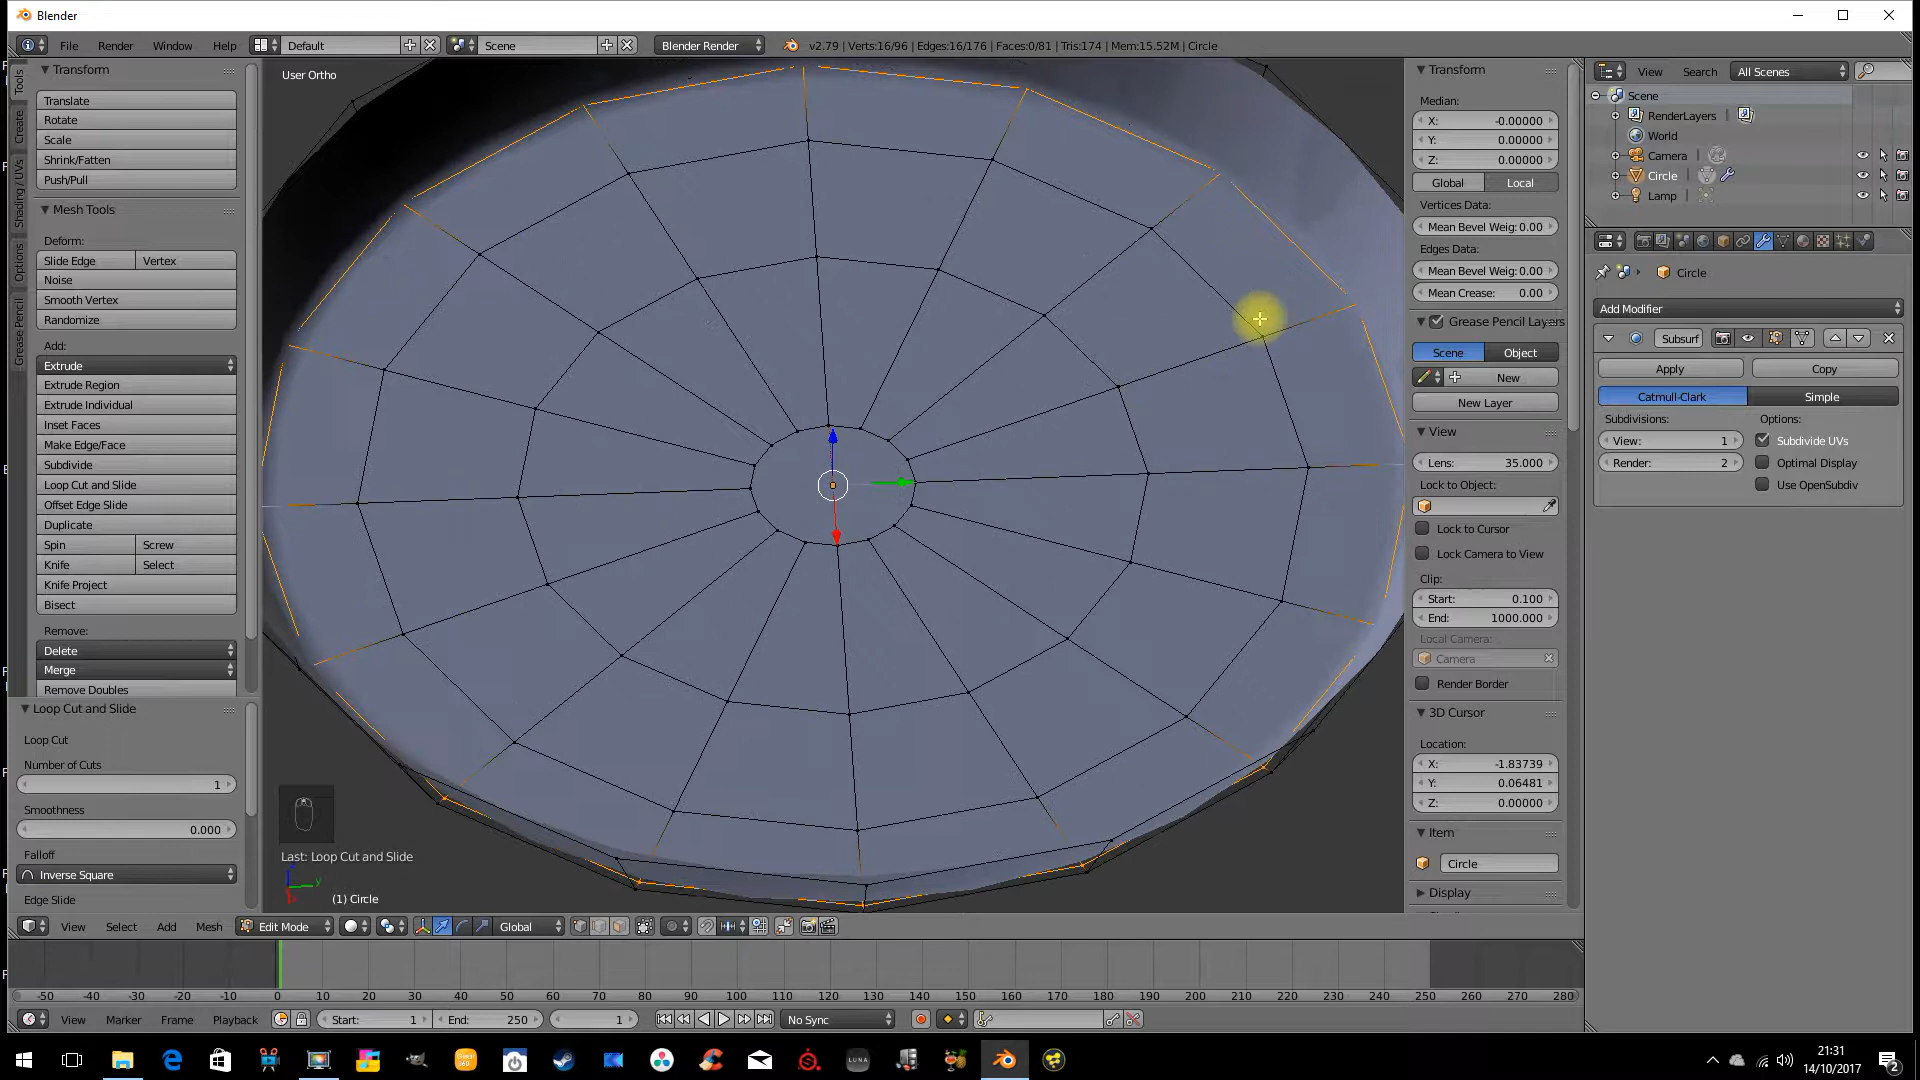 Blender
File Render Window Help Default Scene Blender Render v2.79 | Verts:16/96 | Edges:16/176 | Faces:0/81 | Tris:174 | Mem:15.52M | Circle
Tools
Create
Shading / UVs
Options
Grease Pencil
Transform
Translate
Rotate
Scale
Shrink/Fatten
Push/Pull
Mesh Tools
Deform:
Slide Edge Vertex
Noise
Smooth Vertex
Randomize
Add:
Extrude
Extrude Region
Extrude Individual
Inset Faces
Make Edge/Face
Subdivide
Loop Cut and Slide
Offset Edge Slide
Duplicate
Spin Screw
Knife Select
Knife Project
Bisect
Remove:
Delete
Merge
Remove Doubles
Loop Cut and Slide
Loop Cut
Number of Cuts
1
Smoothness
0.000
Falloff
Inverse Square
Edge Slide
User Ortho
Last: Loop Cut and Slide
(1) Circle
Transform
Median:
X: -0.00000
Y: 0.00000
Z: 0.00000
Global Local
Vertices Data:
Mean Bevel Weig: 0.00
Edges Data:
Mean Bevel Weig: 0.00
Mean Crease: 0.00
Grease Pencil Layers
Scene Object
New
New Layer
View
Lens: 35.000
Lock to Object:
Lock to Cursor
Lock Camera to View
Clip:
Start: 0.100
End: 1000.000
Local Camera:
Camera
Render Border
3D Cursor
Location:
X: -1.83739
Y: 0.06481
Z: 0.00000
Item
Circle
Display
View Search All Scenes
Scene
RenderLayers
World
Camera
Circle
Lamp
Circle
Add Modifier
Subsurf
Apply Copy
Catmull-Clark Simple
Subdivisions: Options:
View: 1 Subdivide UVs
Render: 2 Optimal Display
Use OpenSubdiv
View Select Add Mesh Edit Mode Global
-50 -40 -30 -20 -10 0 10 20 30 40 50 60 70 80 90 100 110 120 130 140 150 160 170 180 190 200 210 220 230 240 250 260 270 280
View Marker Frame Playback Start: 1 End: 250 1 No Sync
LUNA
21:31
14/10/2017
2